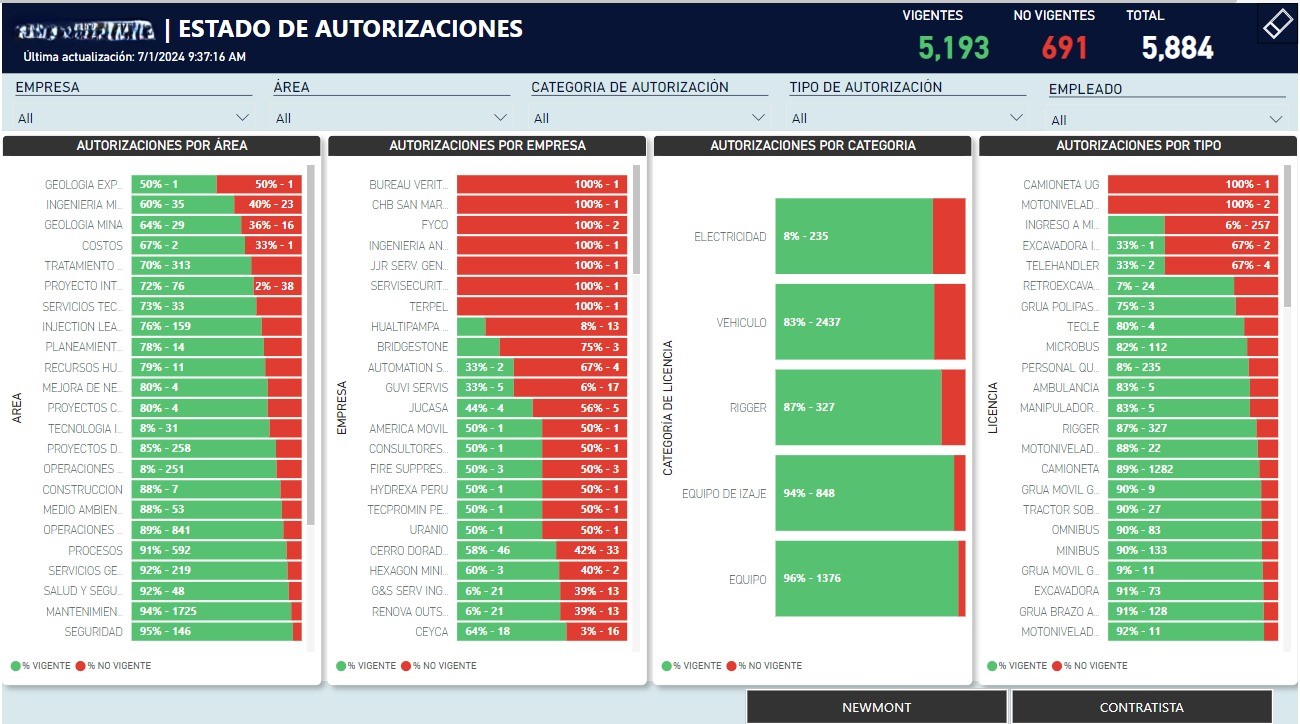 | ESTADO DE AUTORIZACIONES
Última actualización: 7/1/2024 9:37:16 AM
VIGENTES
5,193
NO VIGENTES
691
TOTAL
5,884
EMPRESA
All
ÁREA
All
CATEGORIA DE AUTORIZACIÓN
All
TIPO DE AUTORIZACIÓN
All
EMPLEADO
All
AUTORIZACIONES POR ÁREA
AREA
GEOLOGIA EXP... 50% - 1 50% - 1
INGENIERIA MI... 60% - 35 40% - 23
GEOLOGIA MINA 64% - 29 36% - 16
COSTOS 67% - 2 33% - 1
TRATAMIENTO ... 70% - 313
PROYECTO INT... 72% - 76 2% - 38
SERVICIOS TEC... 73% - 33
INJECTION LEA... 76% - 159
PLANEAMIENT... 78% - 14
RECURSOS HU... 79% - 11
MEJORA DE NE... 80% - 4
PROYECTOS C... 80% - 4
TECNOLOGIA I... 8% - 31
PROYECTOS D... 85% - 258
OPERACIONES ... 8% - 251
CONSTRUCCION 88% - 7
MEDIO AMBIEN... 88% - 53
OPERACIONES ... 89% - 841
PROCESOS 91% - 592
SERVICIOS GE... 92% - 219
SALUD Y SEGU... 92% - 48
MANTENIMIEN... 94% - 1725
SEGURIDAD 95% - 146
% VIGENTE % NO VIGENTE
AUTORIZACIONES POR EMPRESA
EMPRESA
BUREAU VERIT... 100% - 1
CHB SAN MAR... 100% - 1
FYCO 100% - 2
INGENIERIA AN... 100% - 1
JJR SERV. GEN... 100% - 1
SERVISECURIT... 100% - 1
TERPEL 100% - 1
HUALTIPAMPA ... 8% - 13
BRIDGESTONE 75% - 3
AUTOMATION S... 33% - 2 67% - 4
GUVI SERVIS 33% - 5 6% - 17
JUCASA 44% - 4 56% - 5
AMERICA MOVIL 50% - 1 50% - 1
CONSULTORES... 50% - 1 50% - 1
FIRE SUPPRES... 50% - 3 50% - 3
HYDREXA PERU 50% - 1 50% - 1
TECPROMIN PE... 50% - 1 50% - 1
URANIO 50% - 1 50% - 1
CERRO DORAD... 58% - 46 42% - 33
HEXAGON MINI... 60% - 3 40% - 2
G&S SERV ING... 6% - 21 39% - 13
RENOVA OUTS... 6% - 21 39% - 13
CEYCA 64% - 18 3% - 16
% VIGENTE % NO VIGENTE
AUTORIZACIONES POR CATEGORIA
CATEGORÍA DE LICENCIA
ELECTRICIDAD 8% - 235
VEHICULO 83% - 2437
RIGGER 87% - 327
EQUIPO DE IZAJE 94% - 848
EQUIPO 96% - 1376
% VIGENTE % NO VIGENTE
AUTORIZACIONES POR TIPO
LICENCIA
CAMIONETA UG 100% - 1
MOTONIVELAD... 100% - 2
INGRESO A MI... 6% - 257
EXCAVADORA I... 33% - 1 67% - 2
TELEHANDLER 33% - 2 67% - 4
RETROEXCAVA... 7% - 24
GRUA POLIPAS... 75% - 3
TECLE 80% - 4
MICROBUS 82% - 112
PERSONAL QU... 8% - 235
AMBULANCIA 83% - 5
MANIPULADOR... 83% - 5
RIGGER 87% - 327
MOTONIVELAD... 88% - 22
CAMIONETA 89% - 1282
GRUA MOVIL G... 90% - 9
TRACTOR SOB... 90% - 27
OMNIBUS 90% - 83
MINIBUS 90% - 133
GRUA MOVIL G... 9% - 11
EXCAVADORA 91% - 73
GRUA BRAZO A... 91% - 128
MOTONIVELAD... 92% - 11
% VIGENTE % NO VIGENTE
NEWMONT
CONTRATISTA